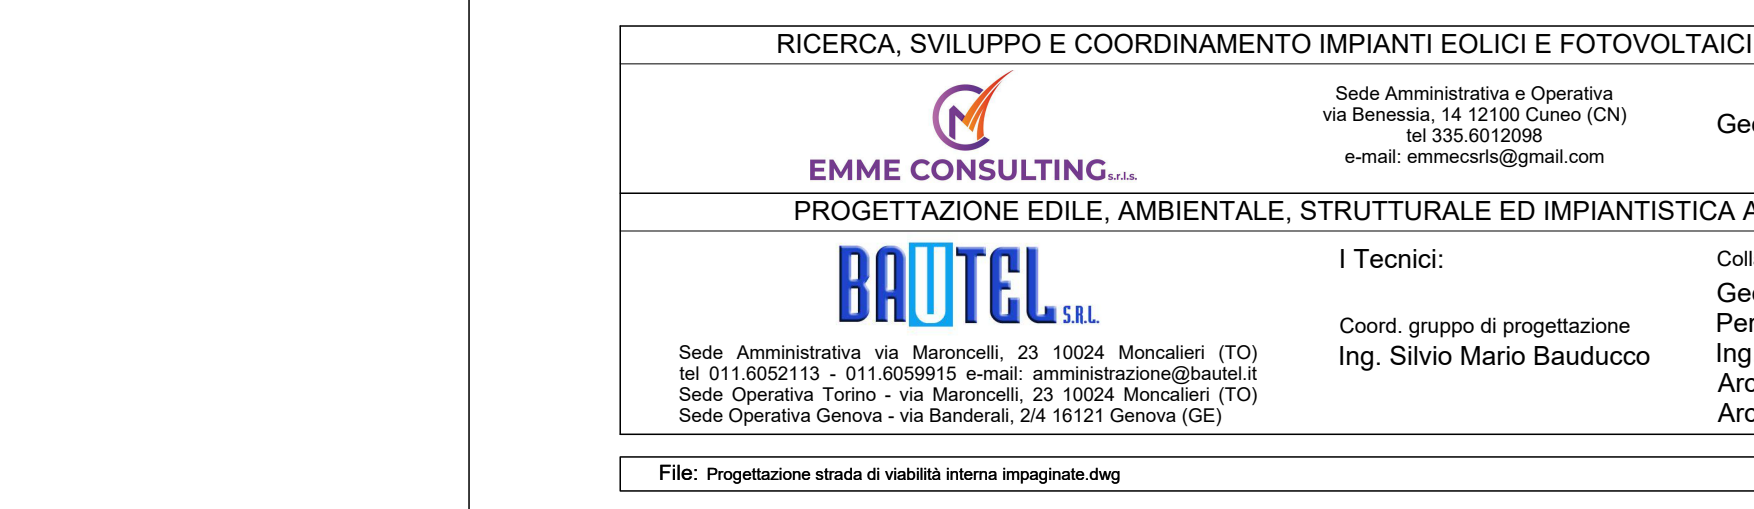 RICERCA, SVILUPPO E COORDINAMENTO IMPIANTI EOLICI E FOTOVOLTAICI
EMME CONSULTING s.r.l.s.
Sede Amministrativa e Operativa
via Benessia, 14 12100 Cuneo (CN)
tel 335.6012098
e-mail: emmecsrls@gmail.com
PROGETTAZIONE EDILE, AMBIENTALE, STRUTTURALE ED IMPIANTISTICA
BAUTEL S.R.L.
Sede Amministrativa via Maroncelli, 23 10024 Moncalieri (TO)
tel 011.6052113 - 011.6059915 e-mail: amministrazione@bautel.it
Sede Operativa Torino - via Maroncelli, 23 10024 Moncalieri (TO)
Sede Operativa Genova - via Banderali, 2/4 16121 Genova (GE)
I Tecnici:
Coord. gruppo di progettazione
Ing. Silvio Mario Bauducco
Ing
File: Progettazione strada di viabilità interna impaginate.dwg